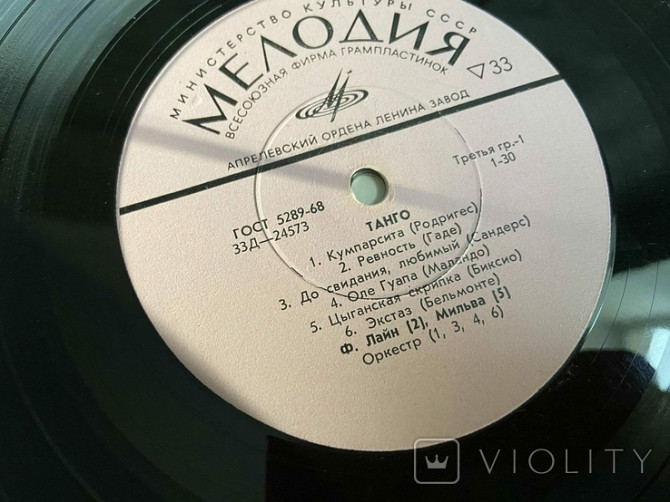 МИНИСТЕРСТВО КУЛЬТУРЫ СССР
МЕЛОДИЯ
ВСЕСОЮЗНАЯ ФИРМА ГРАМПЛАСТИНОК
▽33
АПРЕЛЕВСКИЙ ОРДЕНА ЛЕНИНА ЗАВОД
ГОСТ 5289-68
33Д—24573
Третья гр.-1
1-30
ТАНГО
1. Кумпарсита (Родригес)
2. Ревность (Гаде)
3. До свидания, любимый (Сандерс)
4. Оле Гуапа (Маландо)
5. Цыганская скрипка (Биксио)
6. Экстаз (Бельмонте)
Ф. Лайн [2], Мильва [5]
Оркестр (1, 3, 4, 6)
VIOLITY